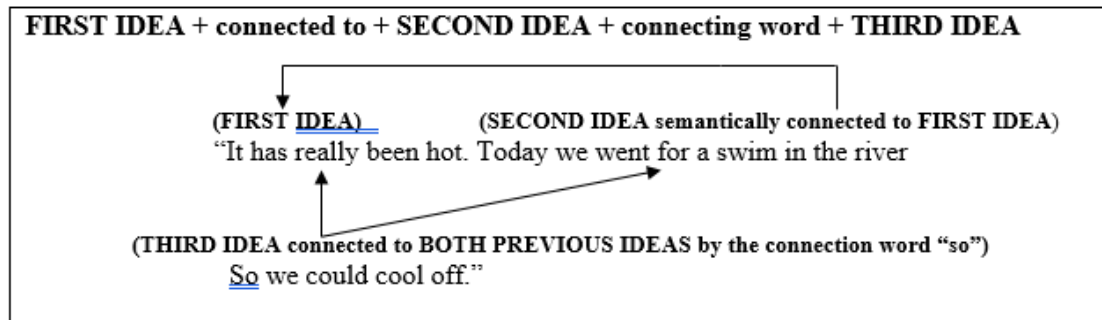 FIRST IDEA + connected to + SECOND IDEA + connecting word + THIRD IDEA
(FIRST IDEA) (SECOND IDEA semantically connected to FIRST IDEA)
“It has really been hot. Today we went for a swim in the river
(THIRD IDEA connected to BOTH PREVIOUS IDEAS by the connection word “so”)
So we could cool off.”